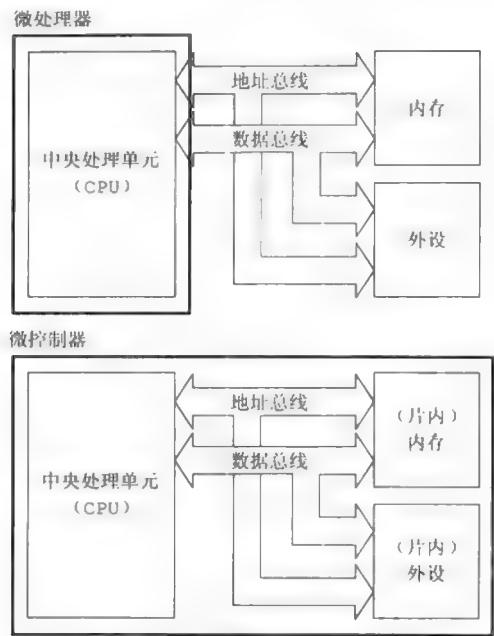 微处理器
中央处理单元
（CPU）
地址总线
数据总线
内存
外设
微控制器
中央处理单元
（CPU）
地址总线
数据总线
（片内）
内存
（片内）
外设